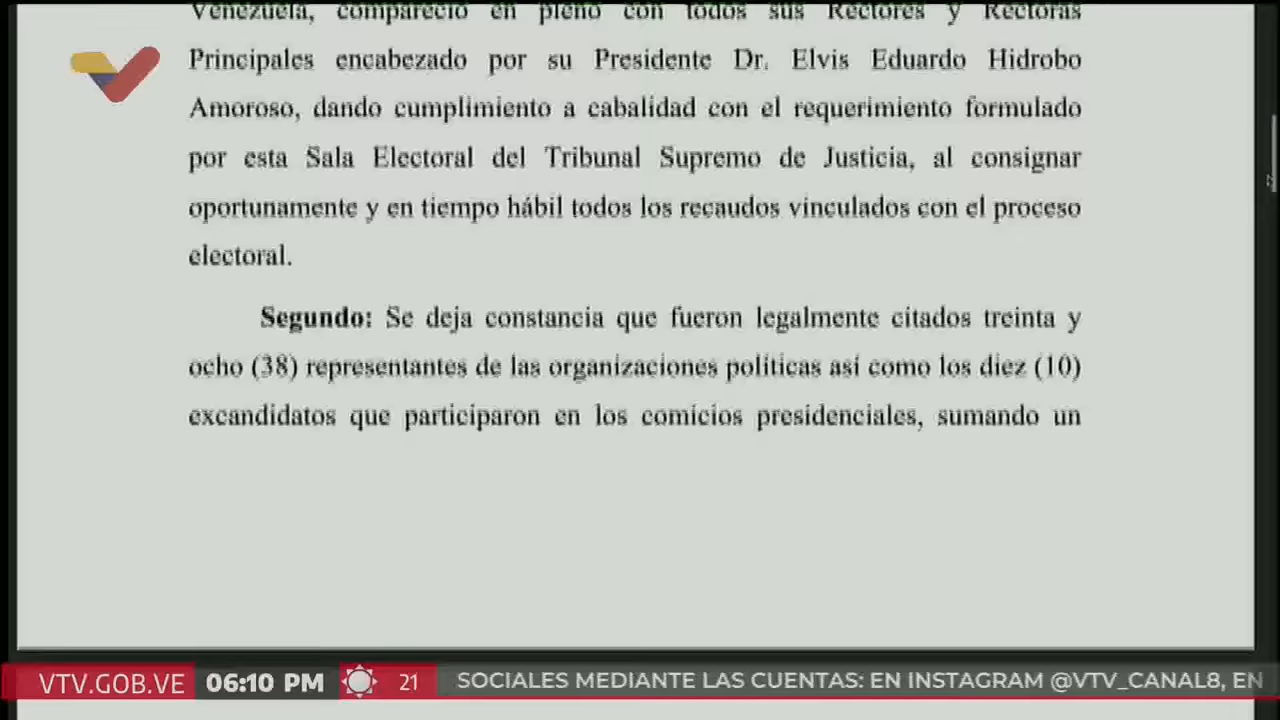 Venezuela, compareció en pleno con todos sus Rectores y Rectoras
Principales encabezado por su Presidente Dr. Elvis Eduardo Hidrobo
Amoroso, dando cumplimiento a cabalidad con el requerimiento formulado
por esta Sala Electoral del Tribunal Supremo de Justicia, al consignar
oportunamente y en tiempo hábil todos los recaudos vinculados con el proceso
electoral.
Segundo: Se deja constancia que fueron legalmente citados treinta y
ocho (38) representantes de las organizaciones políticas así como los diez (10)
excandidatos que participaron en los comicios presidenciales, sumando un
VTV.GOB.VE 06:10 PM 21 SOCIALES MEDIANTE LAS CUENTAS: EN INSTAGRAM @VTV_CANAL8, EN